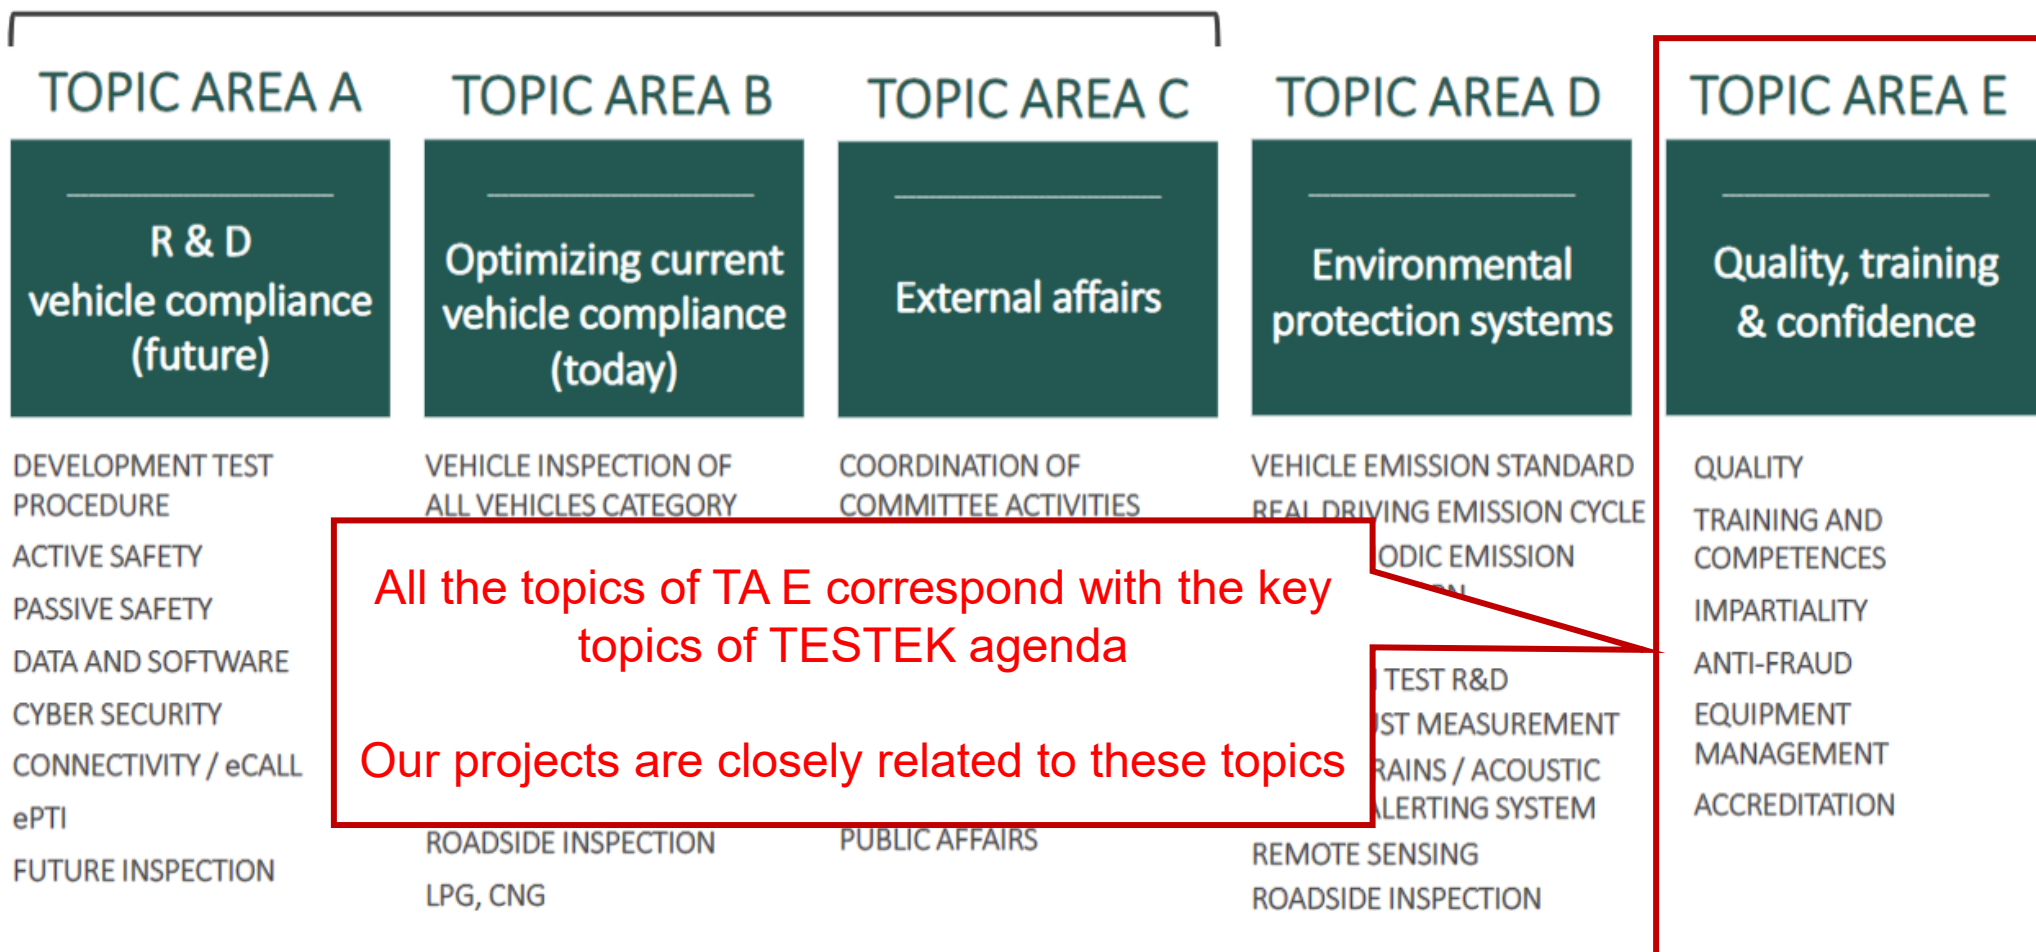 TOPIC AREA A
R & D
vehicle compliance
(future)
DEVELOPMENT TEST
PROCEDURE
ACTIVE SAFETY
PASSIVE SAFETY
DATA AND SOFTWARE
CYBER SECURITY
CONNECTIVITY / eCALL
ePTI
FUTURE INSPECTION
TOPIC AREA B
Optimizing current
vehicle compliance
(today)
VEHICLE INSPECTION OF
ALL VEHICLES CATEGORY
ROADSIDE INSPECTION
LPG, CNG
TOPIC AREA C
External affairs
COORDINATION OF
COMMITTEE ACTIVITIES
PUBLIC AFFAIRS
TOPIC AREA D
Environmental
protection systems
VEHICLE EMISSION STANDARD
REAL DRIVING EMISSION CYCLE
EMISSION
TEST R&D
MEASUREMENT
/ ACOUSTIC
ALERTING SYSTEM
REMOTE SENSING
ROADSIDE INSPECTION
TOPIC AREA E
Quality, training
& confidence
QUALITY
TRAINING AND
COMPETENCES
IMPARTIALITY
ANTI-FRAUD
EQUIPMENT
MANAGEMENT
ACCREDITATION
All the topics of TA E correspond with the key
topics of TESTEK agenda
Our projects are closely related to these topics